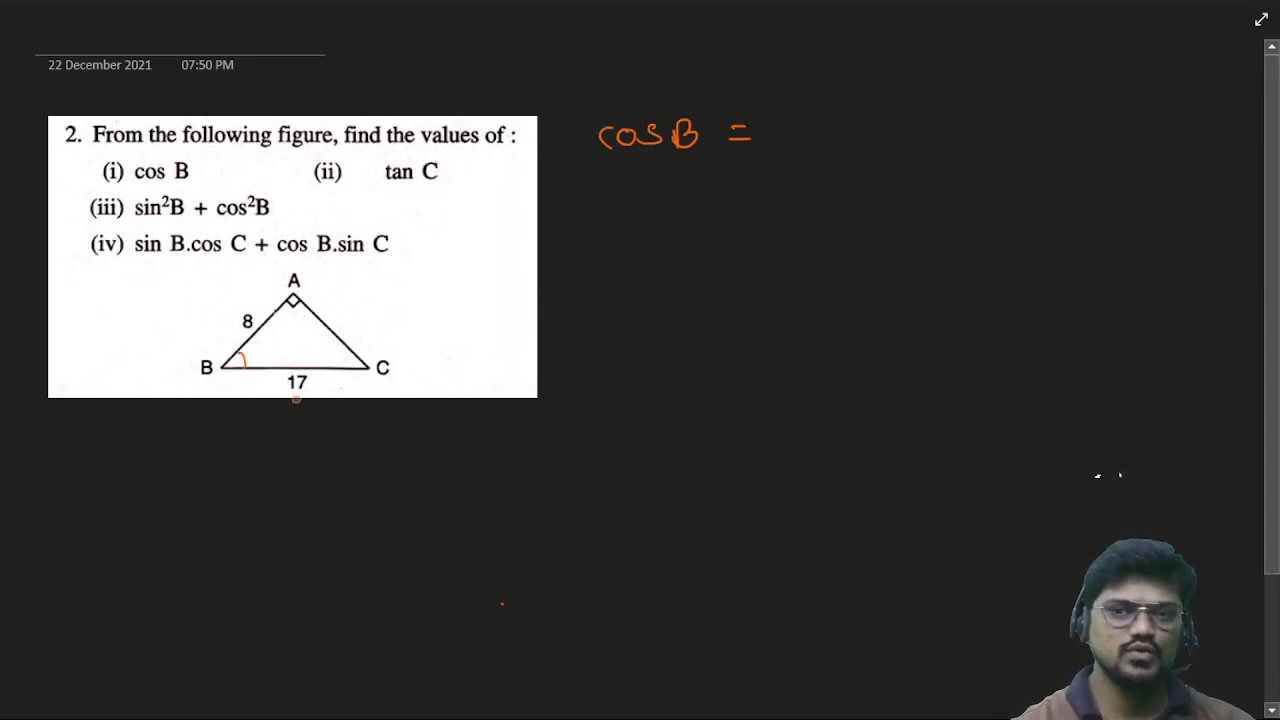 22 December 2021 07:50 PM
2. From the following figure, find the values of :
(i) cos B (ii) tan C
(iii) sin²B + cos²B
(iv) sin B.cos C + cos B.sin C
A
8
B
C
17
cos B =